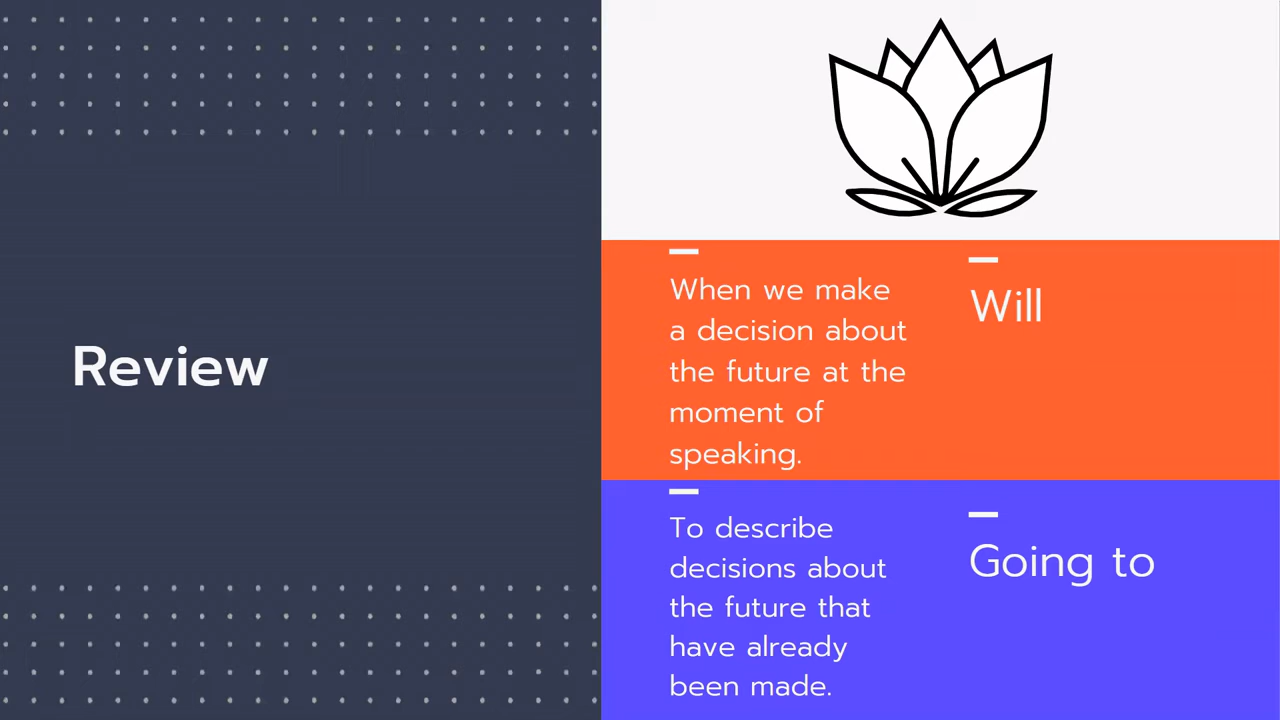 Review
When we make
a decision about
the future at the
moment of
speaking.
Will
To describe
decisions about
the future that
have already
been made.
Going to